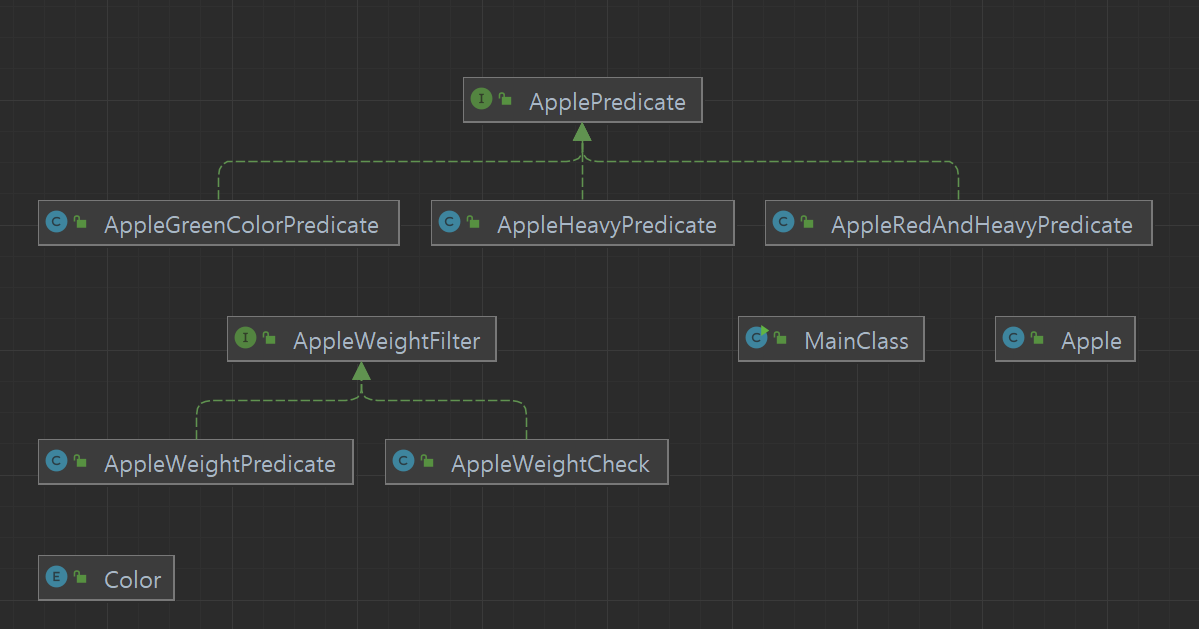 I ApplePredicate
C AppleGreenColorPredicate
C AppleHeavyPredicate
C AppleRedAndHeavyPredicate
I AppleWeightFilter
C MainClass
C Apple
C AppleWeightPredicate
C AppleWeightCheck
E Color